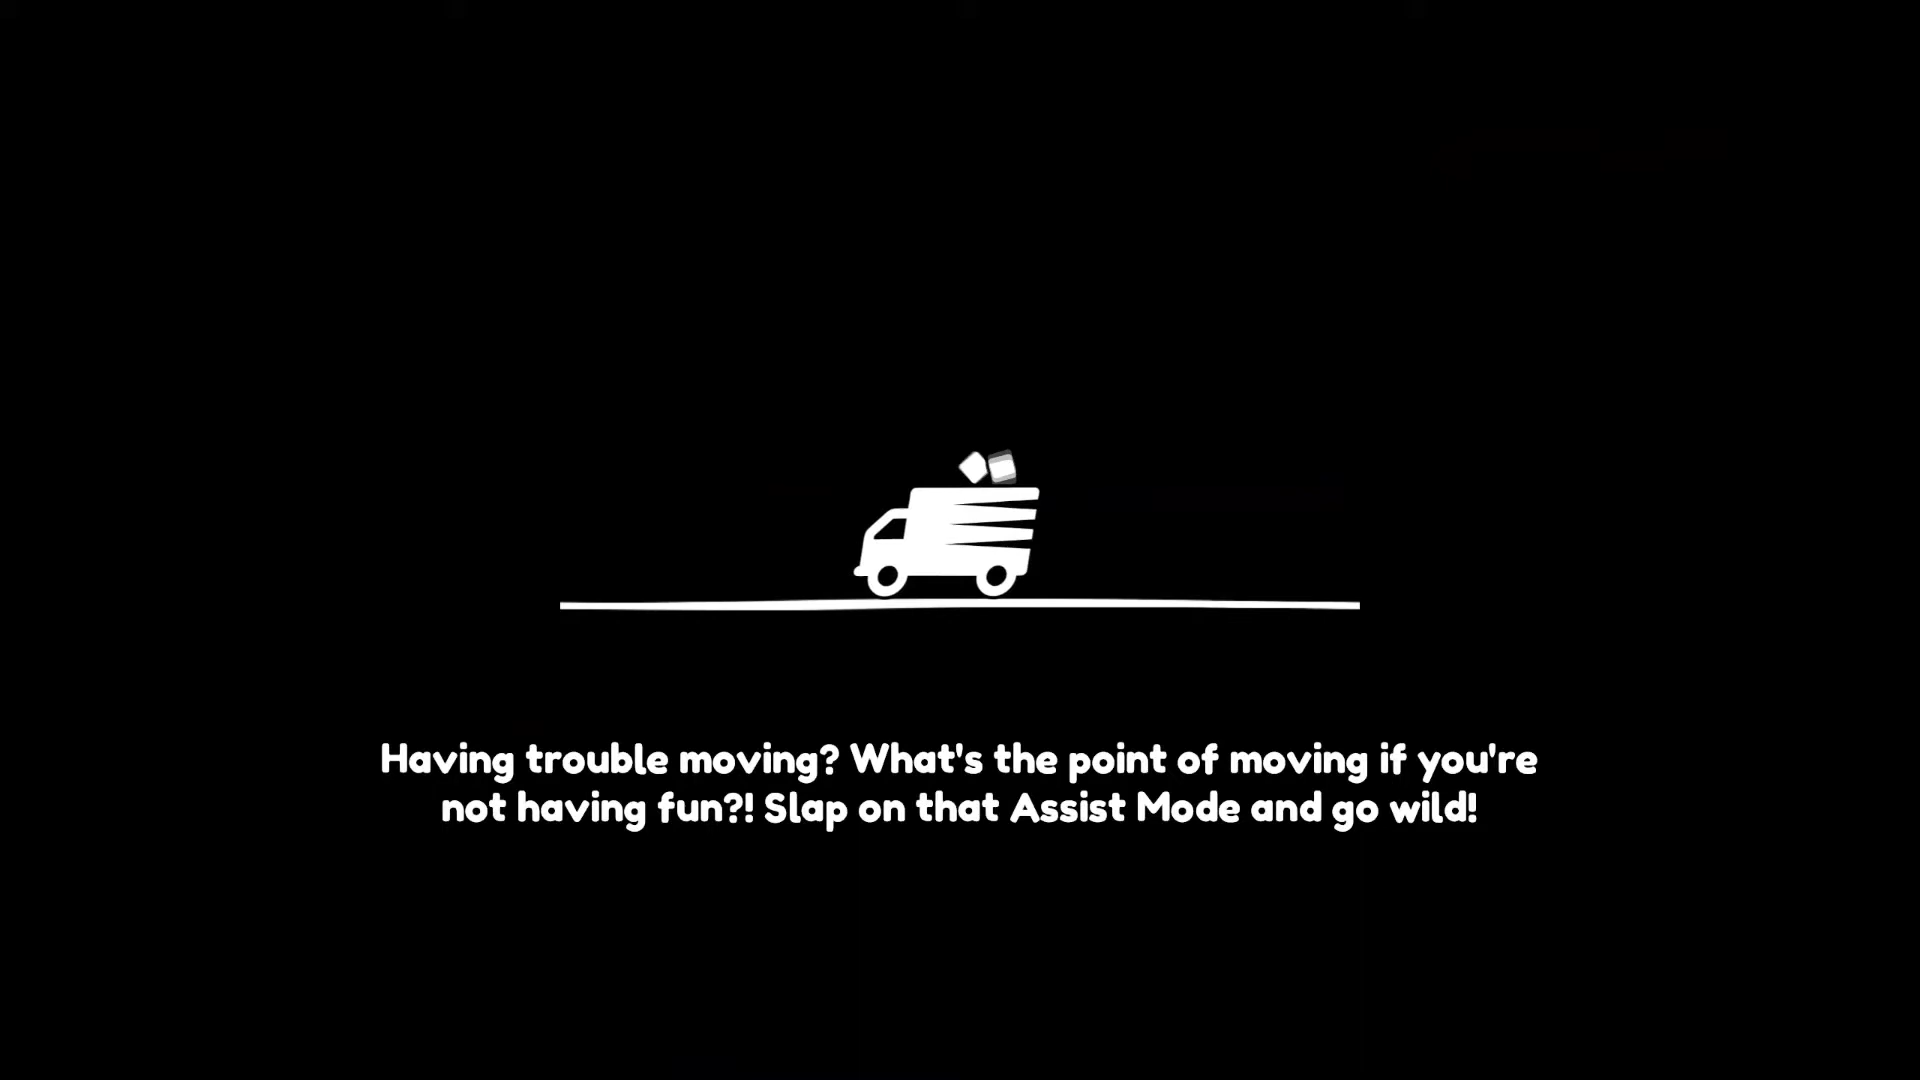 Having trouble moving? What's the point of moving if you're
not having fun?! Slap on that Assist Mode and go wild!